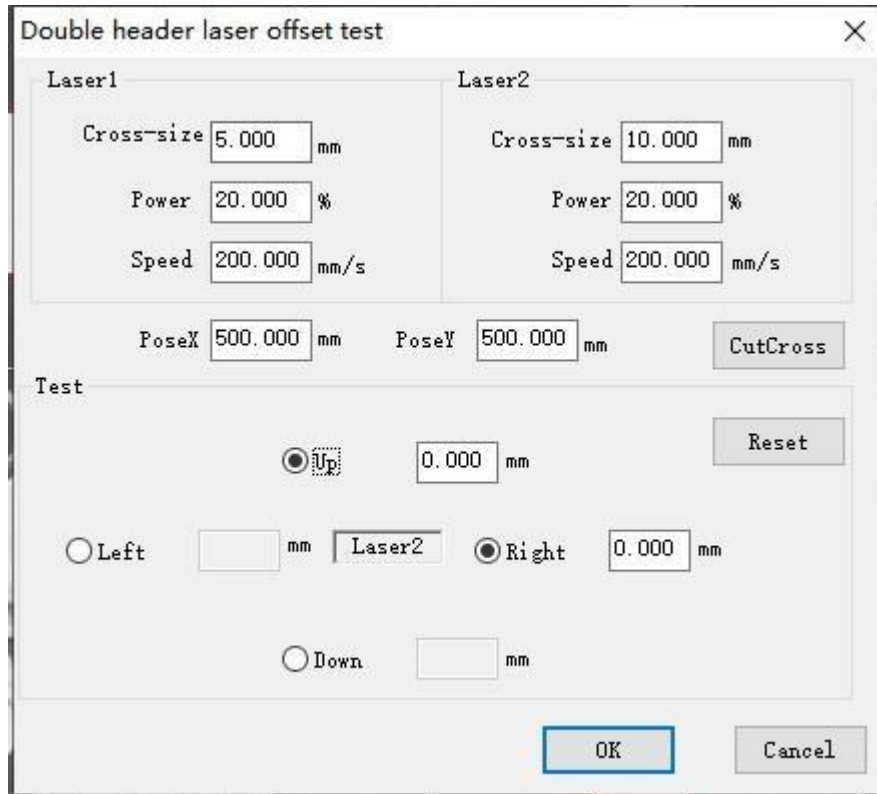 Double header laser offset test
Laser1
Cross-size 5.000 mm
Power 20.000 %
Speed 200.000 mm/s
Laser2
Cross-size 10.000 mm
Power 20.000 %
Speed 200.000 mm/s
PoseX 500.000 mm PoseY 500.000 mm CutCross
Test
Reset
Up 0.000 mm
Left mm Laser2 Right 0.000 mm
Down mm
OK Cancel